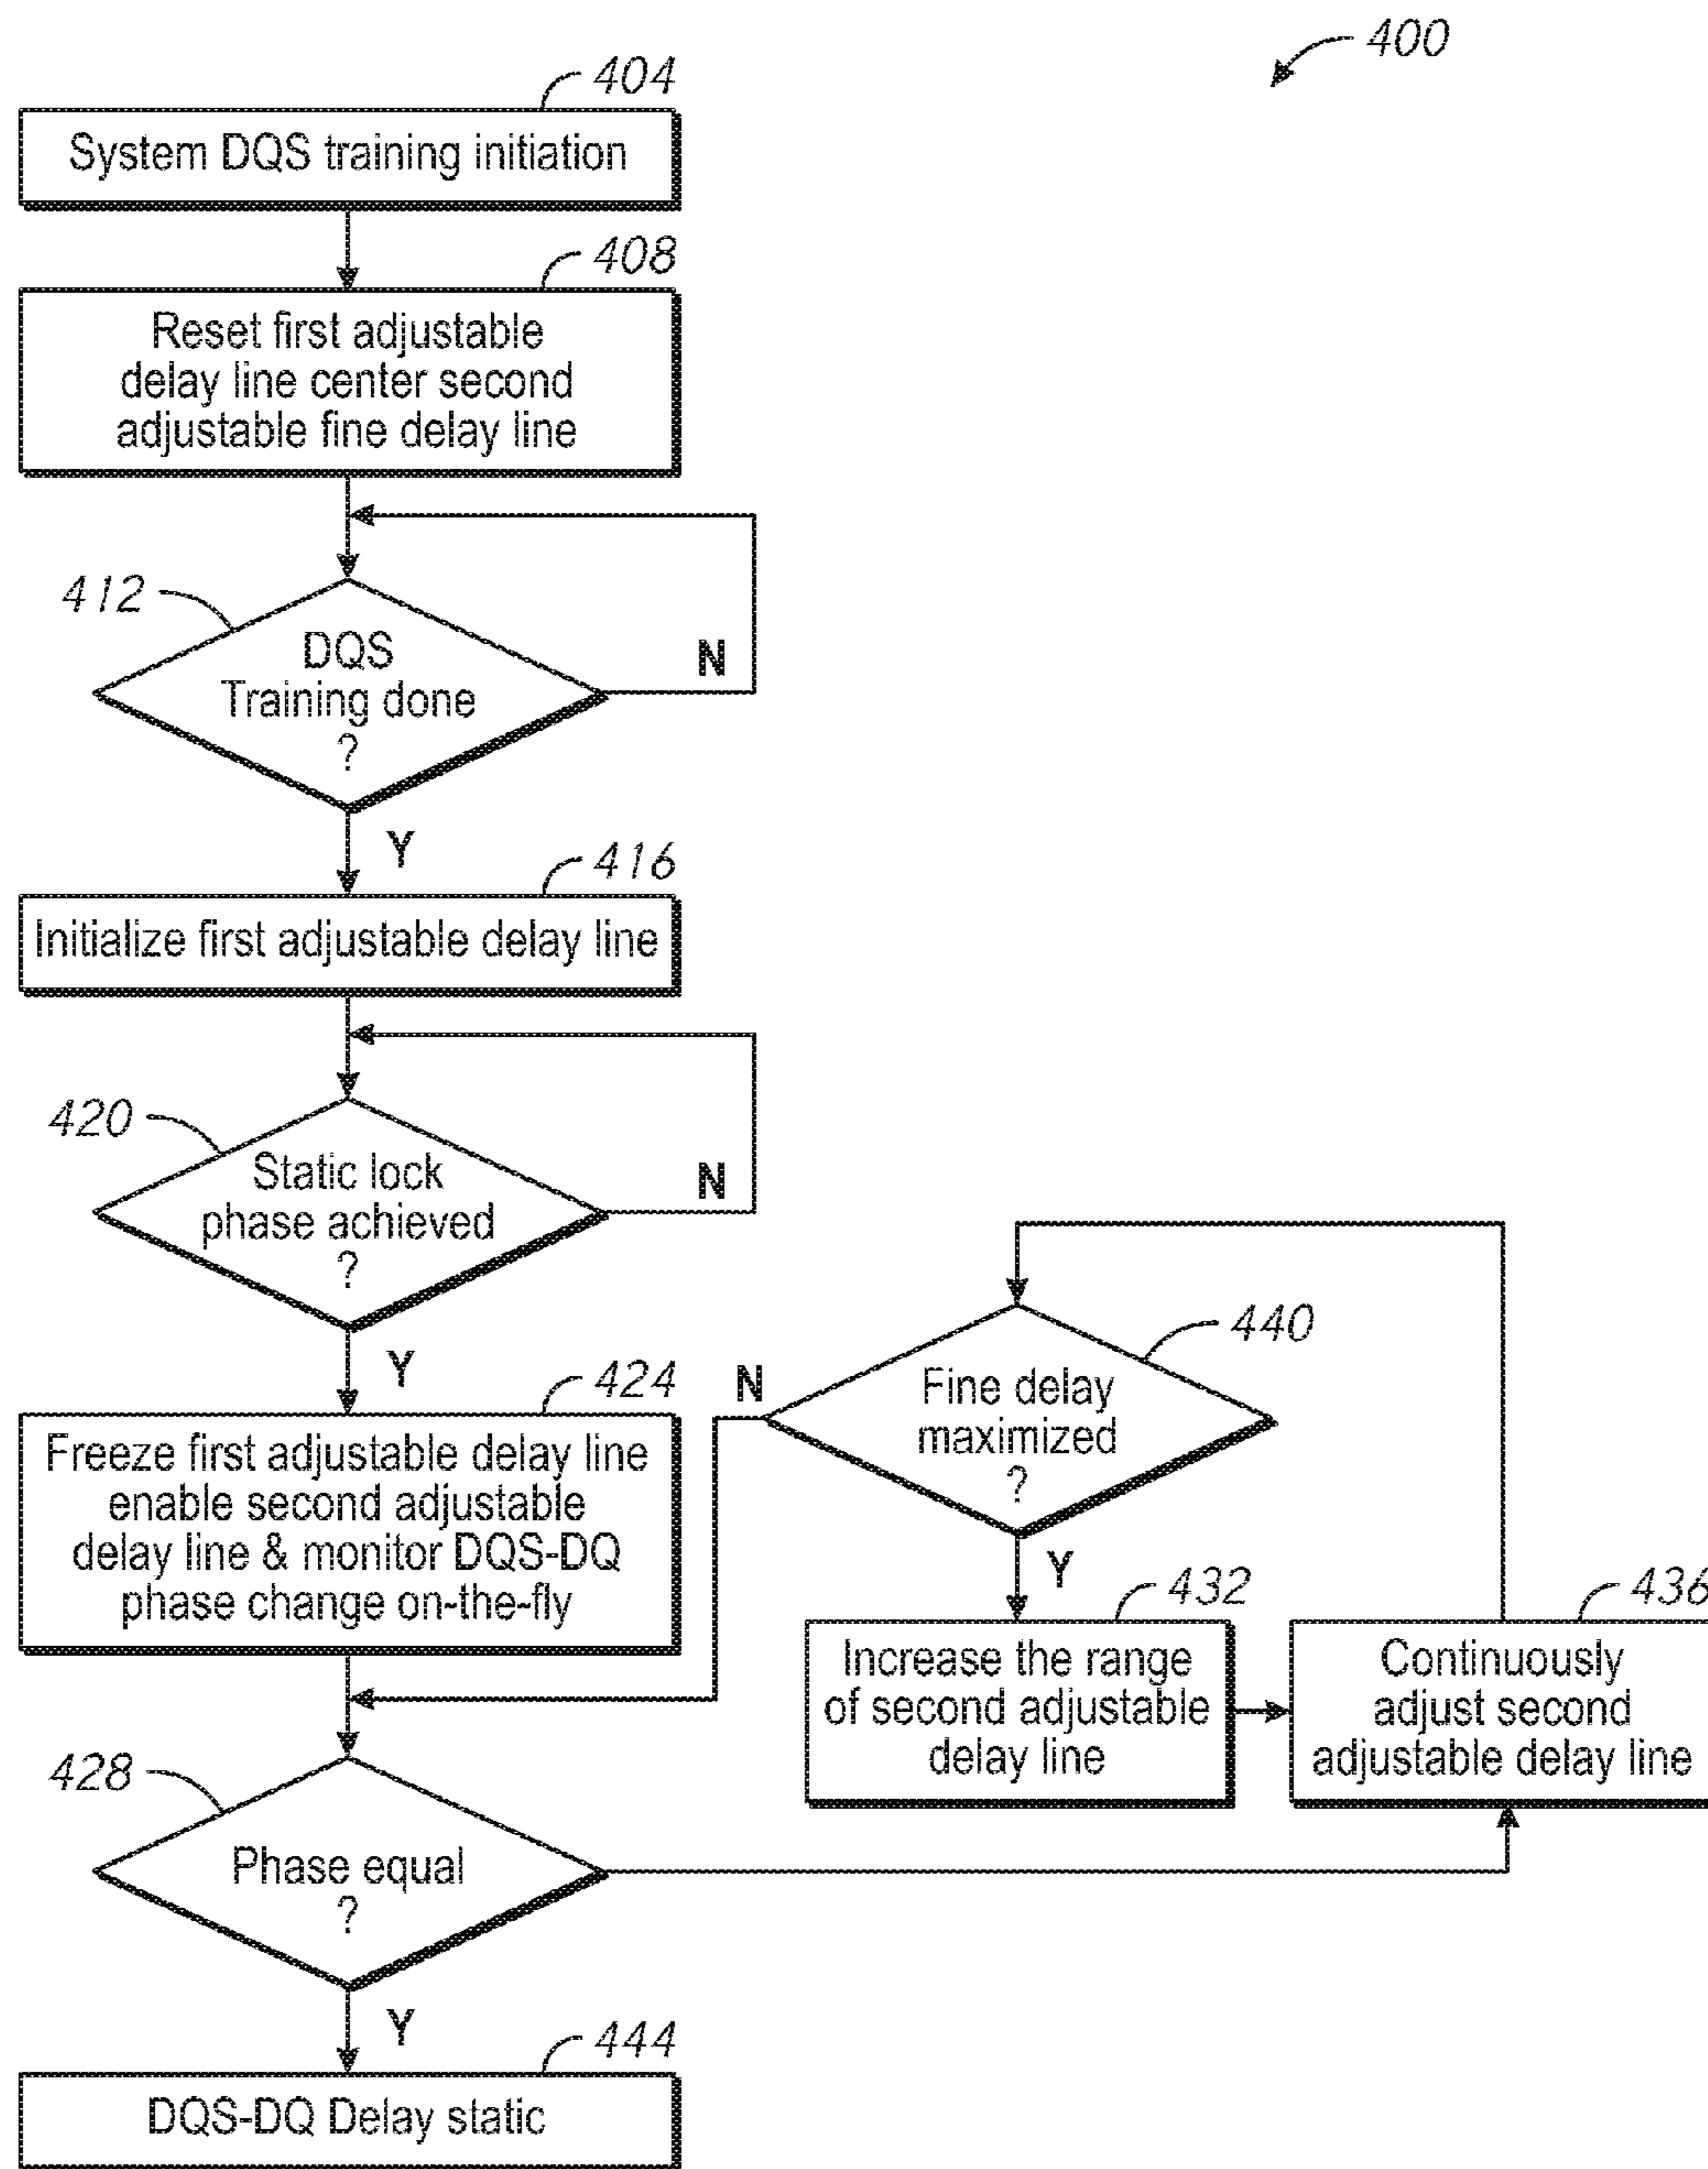 400
404
System DQS training initiation
408
Reset first adjustable
delay line center second
adjustable fine delay line
412
DQS
Training done
?
N
Y
416
Initialize first adjustable delay line
420
Static lock
phase achieved
?
N
Y
424
Freeze first adjustable delay line
enable second adjustable
delay line & monitor DQS-DQ
phase change on-the-fly
440
Fine delay
maximized
?
N
Y
432
Increase the range
of second adjustable
delay line
436
Continuously
adjust second
adjustable delay line
428
Phase equal
?
Y
444
DQS-DQ Delay static